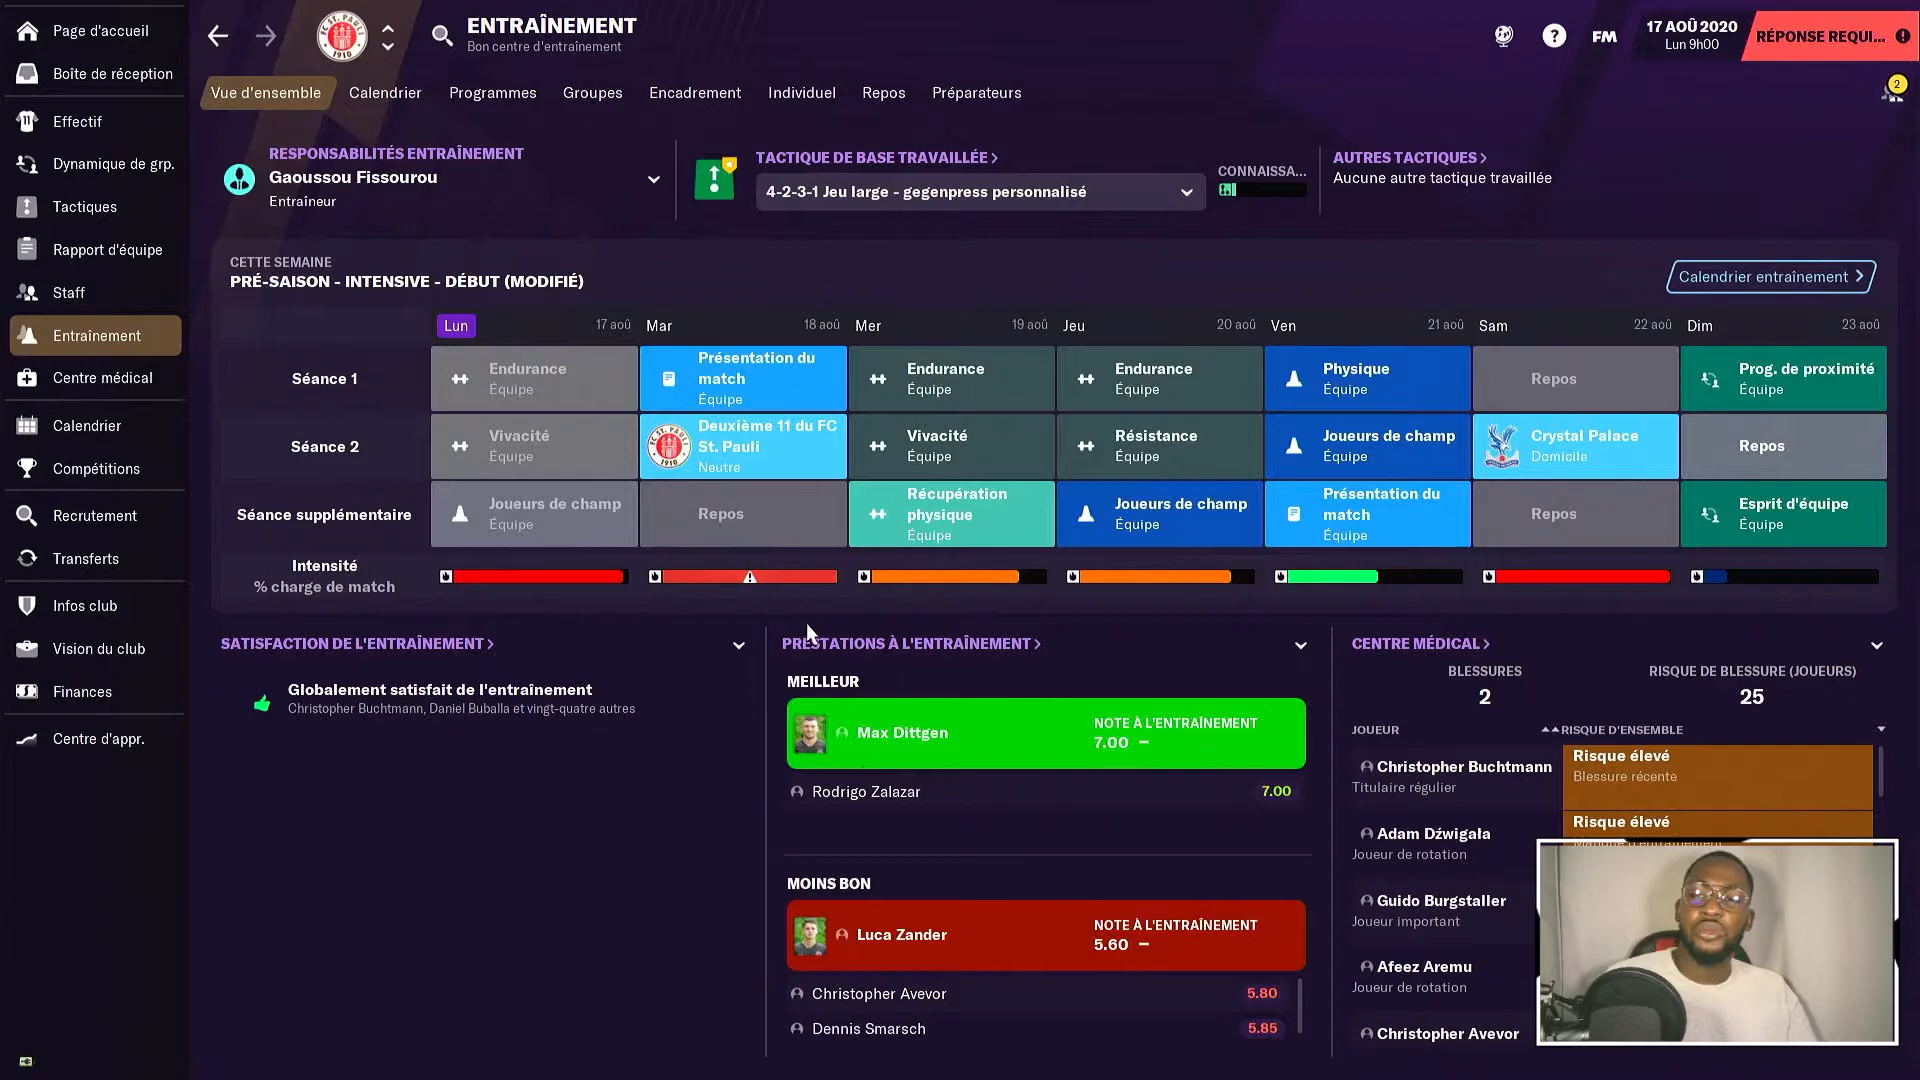 Page d'accueil
Boîte de réception
Effectif
Dynamique de grp.
Tactiques
Rapport d'équipe
Staff
Entraînement
Centre médical
Calendrier
Compétitions
Recrutement
Transferts
Infos club
Vision du club
Finances
Centre d'appr.
FC ST. PAULI
1910
ENTRAÎNEMENT
Bon centre d'entraînement
?
FM
17 AOÛ 2020
Lun 9h00
RÉPONSE REQUI...
2
Vue d'ensemble
Calendrier
Programmes
Groupes
Encadrement
Individuel
Repos
Préparateurs
RESPONSABILITÉS ENTRAÎNEMENT
Gaoussou Fissourou
Entraîneur
TACTIQUE DE BASE TRAVAILLÉE >
4-2-3-1 Jeu large - gegenpress personnalisé
CONNAISSA...
AUTRES TACTIQUES >
Aucune autre tactique travaillée
CETTE SEMAINE
PRÉ-SAISON - INTENSIVE - DÉBUT (MODIFIÉ)
Calendrier entraînement >
Lun 17 aoû Mar 18 aoû Mer 19 aoû Jeu 20 aoû Ven 21 aoû Sam 22 aoû Dim 23 aoû
Séance 1
Endurance
Équipe
Présentation du
match
Équipe
Endurance
Équipe
Endurance
Équipe
Physique
Équipe
Repos
Prog. de proximité
Équipe
Séance 2
Vivacité
Équipe
Deuxième 11 du FC
St. Pauli
Neutre
Vivacité
Équipe
Résistance
Équipe
Joueurs de champ
Équipe
Crystal Palace
Domicile
Repos
Séance supplémentaire
Joueurs de champ
Équipe
Repos
Récupération
physique
Équipe
Joueurs de champ
Équipe
Présentation du
match
Équipe
Repos
Esprit d'équipe
Équipe
Intensité
% charge de match
SATISFACTION DE L'ENTRAÎNEMENT >
Globalement satisfait de l'entraînement
Christopher Buchtmann, Daniel Buballa et vingt-quatre autres
PRESTATIONS À L'ENTRAÎNEMENT >
MEILLEUR
Max Dittgen
NOTE À L'ENTRAÎNEMENT
7.00 –
Rodrigo Zalazar 7.00
MOINS BON
Luca Zander
NOTE À L'ENTRAÎNEMENT
5.60 –
Christopher Avevor 5.80
Dennis Smarsch 5.85
CENTRE MÉDICAL >
BLESSURES
2
RISQUE DE BLESSURE (JOUEURS)
25
JOUEUR RISQUE D'ENSEMBLE
Christopher Buchtmann
Titulaire régulier
Risque élevé
Blessure récente
Adam Dźwigała
Joueur de rotation
Risque élevé
Guido Burgstaller
Joueur important
Afeez Aremu
Joueur de rotation
Christopher Avevor